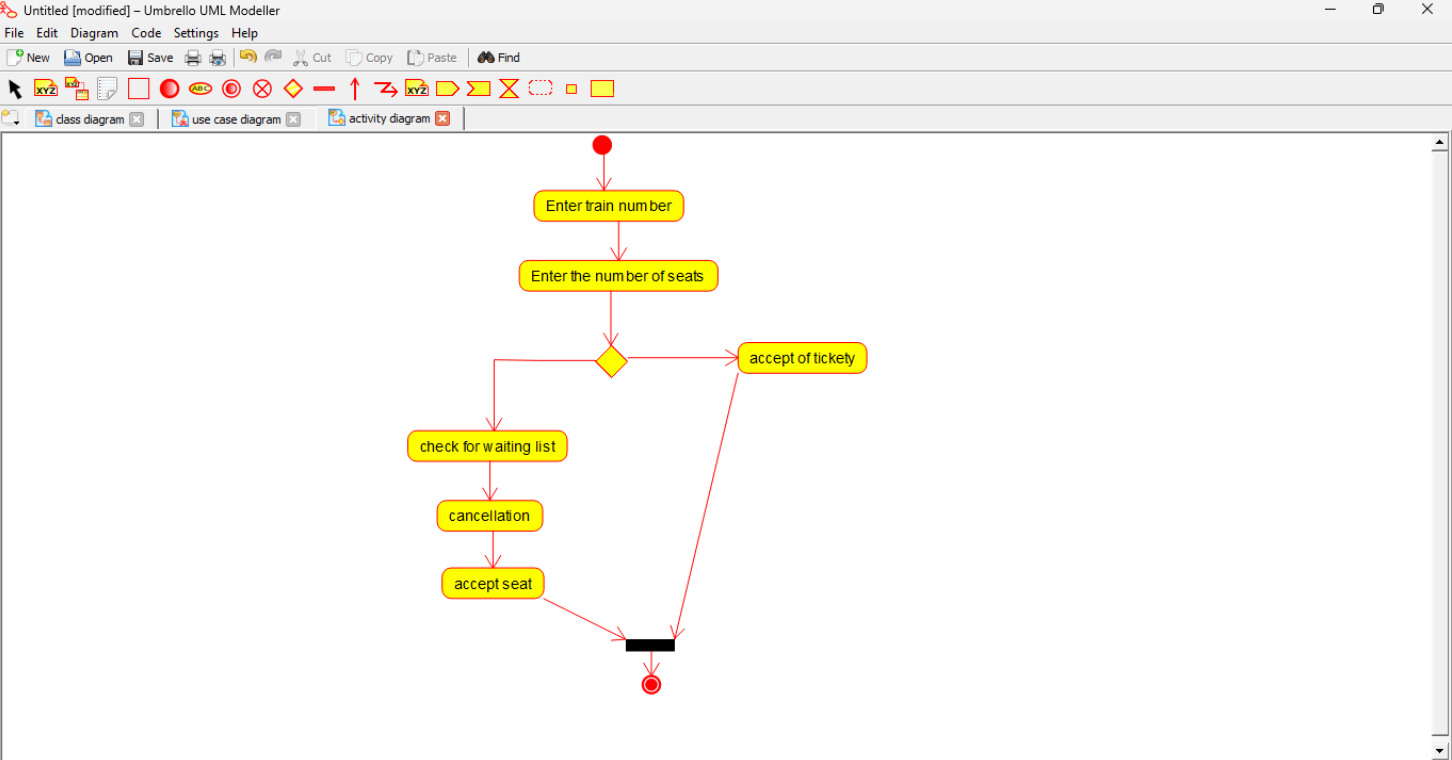 Untitled [modified] – Umbrello UML Modeller
File Edit Diagram Code Settings Help
New Open Save Cut Copy Paste Find
XYZ XYZ ABC XYZ
class diagram use case diagram activity diagram
Enter train number
Enter the number of seats
accept of tickety
check for waiting list
cancellation
accept seat